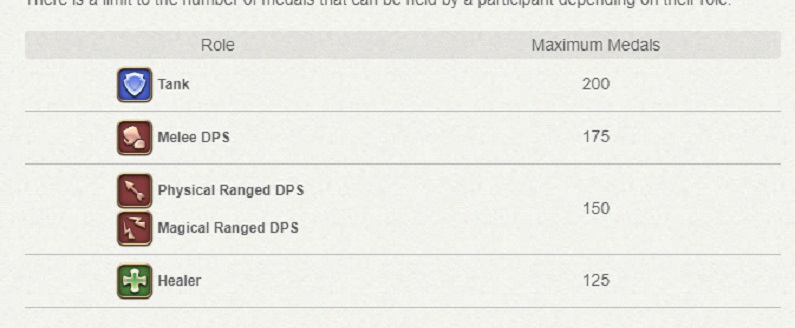 There is a limit to the number of medals that can be held by a participant depending on their role.
Role Maximum Medals
Tank 200
Melee DPS 175
Physical Ranged DPS
150
Magical Ranged DPS
Healer 125